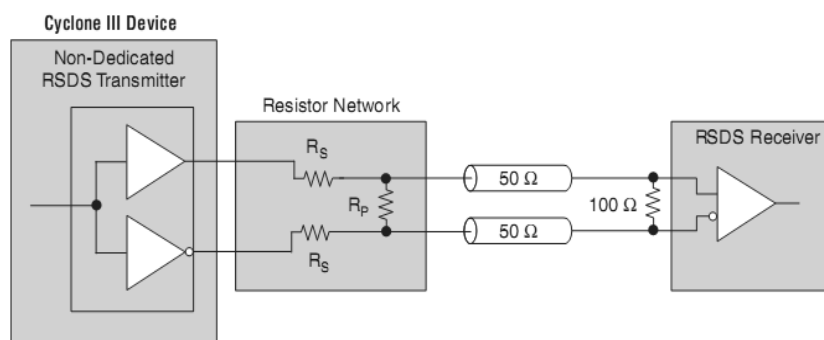 Cyclone III Device
Non-Dedicated
RSDS Transmitter
Resistor Network
RSDS Receiver
RS
50 Ω
RP
100 Ω
50 Ω
RS